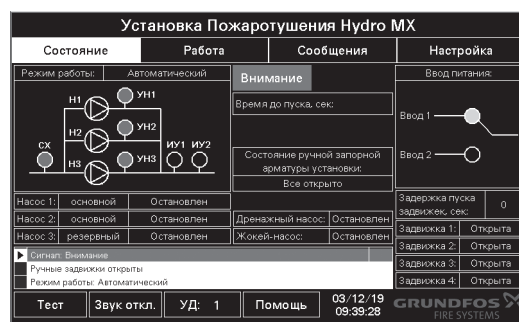 Установка Пожаротушения Hydro MX
Состояние Работа Сообщения Настройка
Режим работы: Автоматический
Внимание
Ввод питания:
Н1 УН1
Н2 УН2
СХ Н3 УН3 ИУ1 ИУ2
Время до пуска, сек:
Состояние ручной запорной
арматуры установки:
Все открыто
Ввод 1
Ввод 2
Насос 1: основной Остановлен
Насос 2: основной Остановлен
Насос 3: резервный Остановлен
Дренажный насос: Остановлен
Жокей-насос: Остановлен
Задержка пуска
задвижек, сек: 0
Задвижка 1: Открыта
Задвижка 2: Открыта
Задвижка 3: Открыта
Задвижка 4: Открыта
Сигнал: Внимание
Ручные задвижки открыты
Режим работы: Автоматический
Тест Звук откл. УД: 1 Помощь 03/12/19
09:39:28
GRUNDFOS
FIRE SYSTEMS